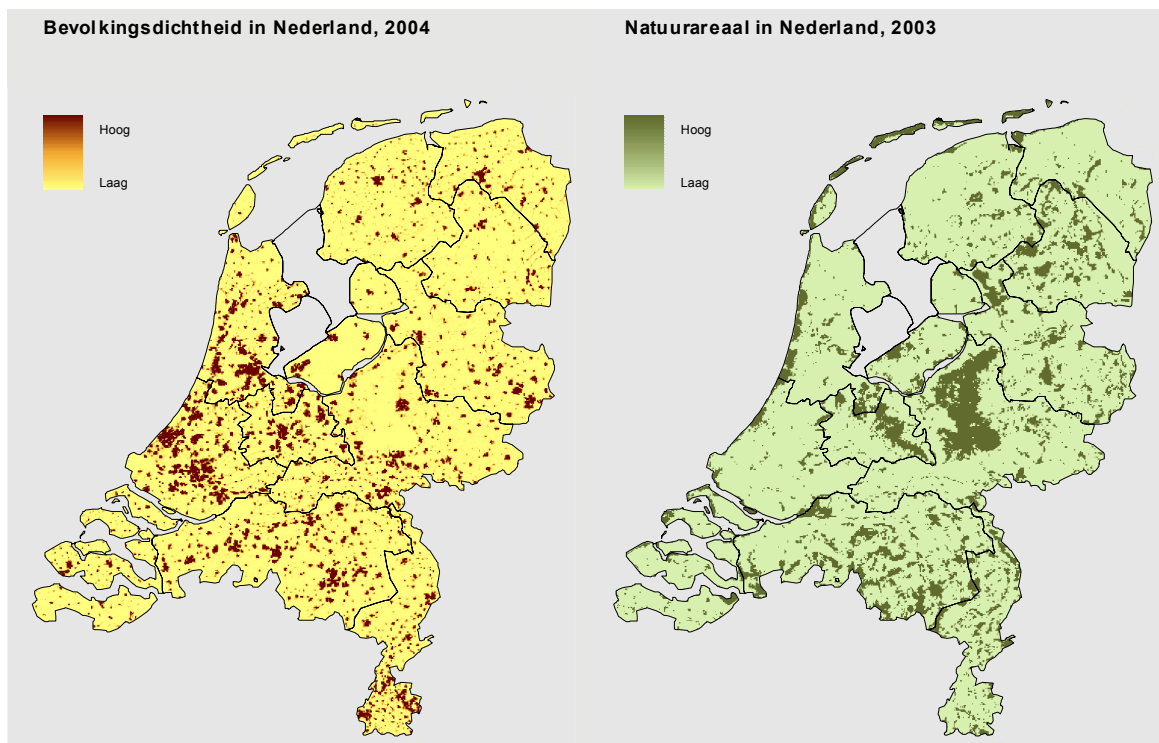 Bevolkingsdichtheid in Nederland, 2004
Hoog
Laag
Natuurareaal in Nederland, 2003
Hoog
Laag